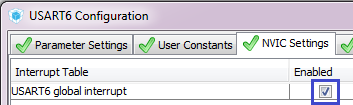 USART6 Configuration
Parameter Settings User Constants NVIC Settings
Interrupt Table Enabled
USART6 global interrupt